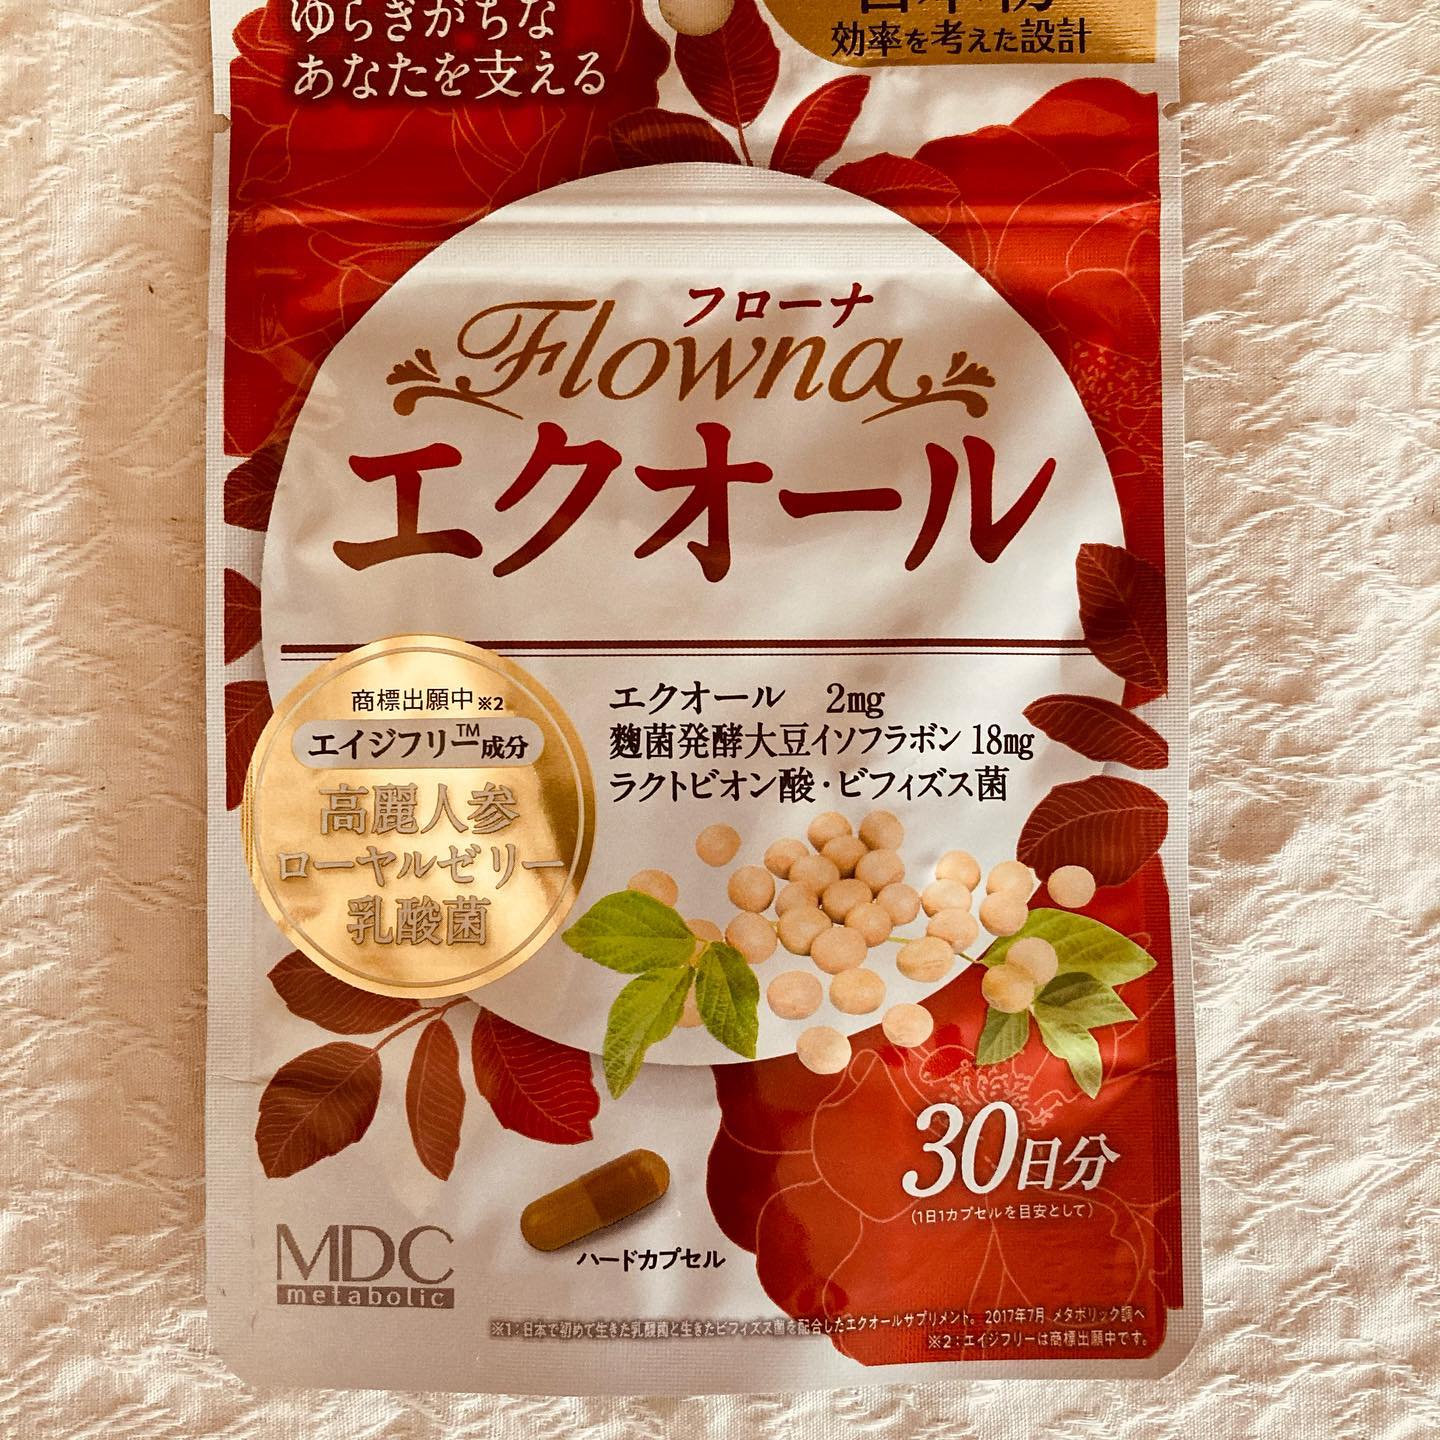 ゆらぎがちな
あなたを支える
日本初
効率を考えた設計
フローナ
Flowna
エクオール
商標出願中※2
エイジフリー™成分
高麗人参
ローヤルゼリー
乳酸菌
エクオール 2mg
麴菌発酵大豆イソフラボン 18mg
ラクトビオン酸・ビフィズス菌
30日分
(1日1カプセルを目安として)
ハードカプセル
MDC
metabolic
※1：日本で初めて生きた乳酸菌と生きたビフィズス菌を配合したエクオールサプリメント。 2017年7月 メタボリック調べ
※2：エイジフリーは商標出願中です。